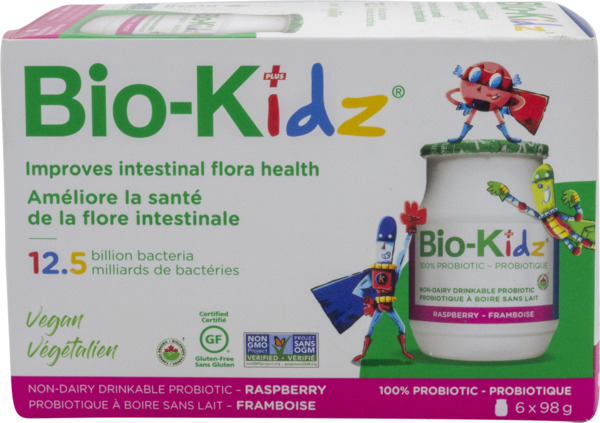 Bio-Kidz®
PLUS
Improves intestinal flora health
Améliore la santé
de la flore intestinale
12.5 billion bacteria
milliards de bactéries
Vegan
Végétalien
Certified
Certifié
GF
Gluten-Free
Sans Gluten
NON
GMO
Project
VERIFIED
PROJET
SANS
OGM
VÉRIFIÉ
Bio-Kidz
100% PROBIOTIC – PROBIOTIQUE
NON-DAIRY DRINKABLE PROBIOTIC
PROBIOTIQUE À BOIRE SANS LAIT
RASPBERRY - FRAMBOISE
NON-DAIRY DRINKABLE PROBIOTIC – RASPBERRY
PROBIOTIQUE À BOIRE SANS LAIT – FRAMBOISE
100% PROBIOTIC - PROBIOTIQUE
6 x 98 g